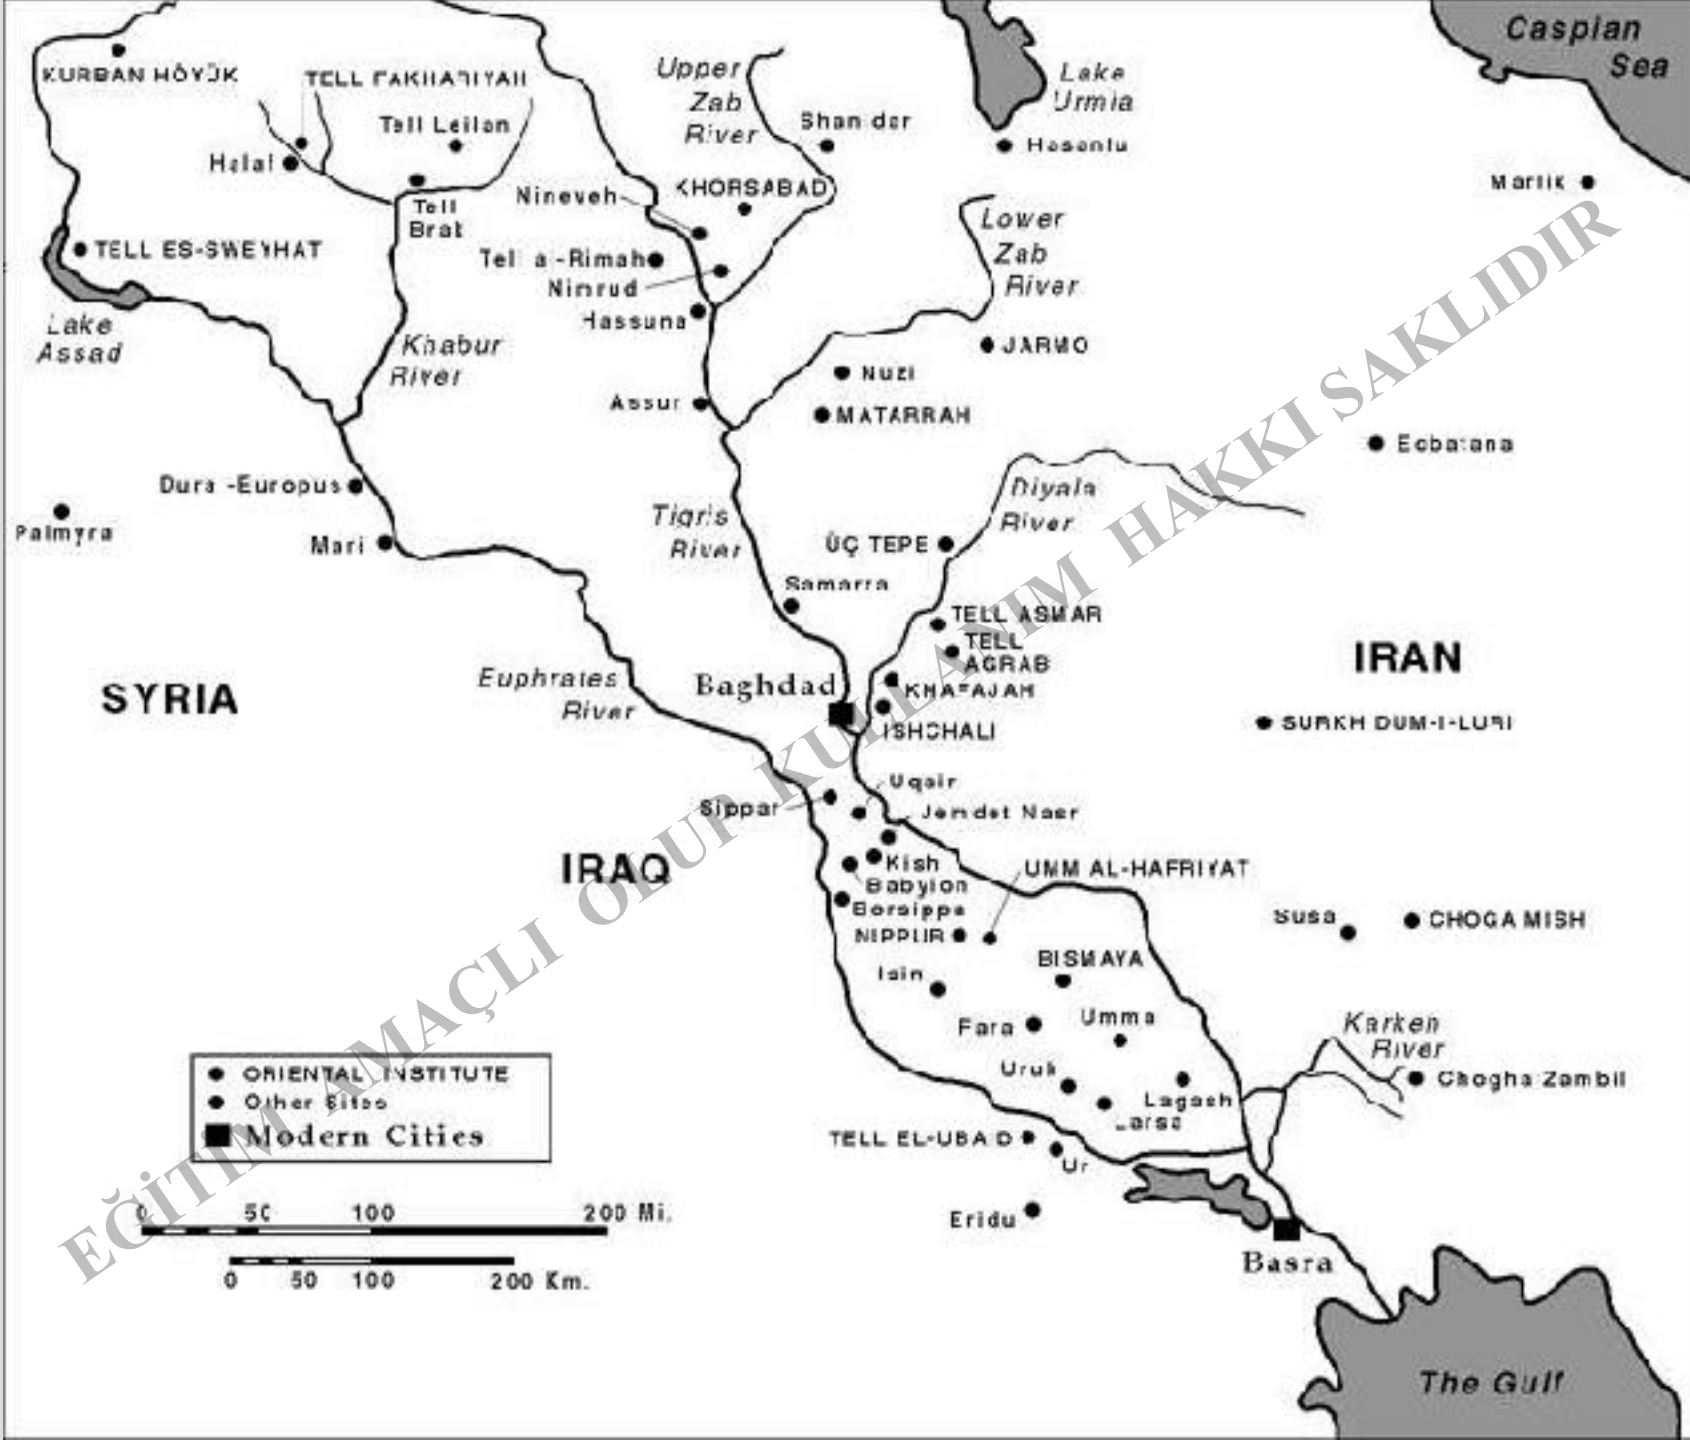 Caspian
Sea
KURBAN HÖYÜK
TELL FAKHARIYAH
Upper
Zab
River
Lake
Urmia
Tell Leilan
Shanidar
Hasanlu
Halaf
Marlik
Nineveh
KHORSABAD
Tell
Brak
Lower
Zab
River
TELL ES-SWEYHAT
Tell al-Rimah
Nimrud
Hassuna
Lake
Assad
Khabur
River
JARMO
Nuzi
Assur
MATARRAH
Ecbatana
Dura -Europus
Diyala
River
Palmyra
Mari
Tigris
River
ÜÇ TEPE
Samarra
TELL ASMAR
TELL
AGRAB
IRAN
SYRIA
Euphrates
River
Baghdad
KHAFAJAH
ISHCHALI
SURKH DUM-I-LURI
Uqair
Sippar
Jemdet Nasr
IRAQ
Kish
UMM AL-HAFRIYAT
Babylon
Borsippa
NIPPUR
Susa
CHOGA MISH
BISMAYA
Isin
Fara
Umma
Karken
River
Uruk
Chogha Zambil
Lagash
Larsa
TELL EL-UBAID
Ur
Eridu
Basra
The Gulf
ORIENTAL INSTITUTE
Other Sites
Modern Cities
0 50 100 200 Mi.
0 50 100 200 Km.
EĞİTİM AMAÇLI OLUP KULLANIM HAKKI SAKLIDIR